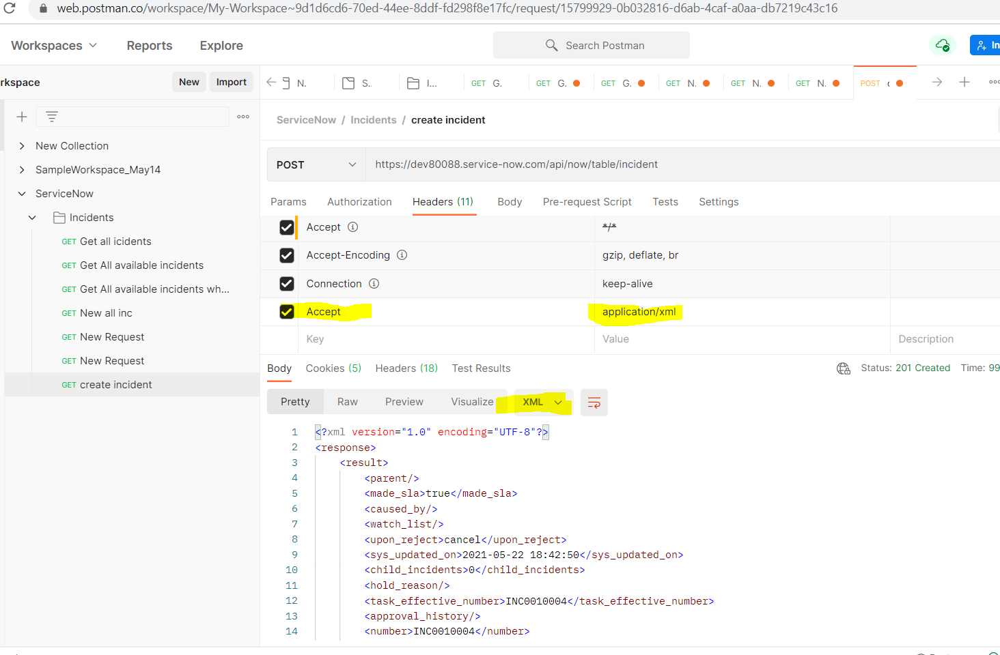 web.postman.co/workspace/My-Workspace~9d1d6cd6-70ed-44ee-8ddf-fd298f8e17fc/request/15799929-0b032816-d6ab-4caf-a0aa-db7219c43c16
Workspaces Reports Explore Search Postman In
rkspace New Import
N. S.. I... GET G. GET G. GET G. GET N. GET N. GET N. POST
ServiceNow / Incidents / create incident
New Collection
SampleWorkspace_May14
ServiceNow
Incidents
GET Get all icidents
GET Get All available incidents
GET Get All available incidents wh...
GET New all inc
GET New Request
GET New Request
GET create incident
POST https://dev80088.service-now.com/api/now/table/incident
Params Authorization Headers (11) Body Pre-request Script Tests Settings
Accept */*
Accept-Encoding gzip, deflate, br
Connection keep-alive
Accept application/xml
Key Value Description
Body Cookies (5) Headers (18) Test Results Status: 201 Created Time: 99
Pretty Raw Preview Visualize XML
1 <?xml version="1.0" encoding="UTF-8"?>
2 <response>
3 <result>
4 <parent/>
5 <made_sla>true</made_sla>
6 <caused_by/>
7 <watch_list/>
8 <upon_reject>cancel</upon_reject>
9 <sys_updated_on>2021-05-22 18:42:50</sys_updated_on>
10 <child_incidents>0</child_incidents>
11 <hold_reason/>
12 <task_effective_number>INC0010004</task_effective_number>
13 <approval_history/>
14 <number>INC0010004</number>